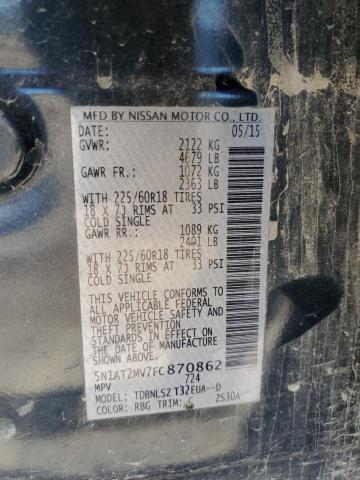 MFD BY NISSAN MOTOR CO., LTD.
DATE: 05/15
GVWR: 2122 KG
4679 LB
GAWR FR: 1072 KG
2363 LB
WITH 225/60R18 TIRES
18 X 7J RIMS AT 33 PSI
COLD SINGLE
GAWR RR: 1089 KG
2401 LB
WITH 225/60R18 TIRES
18 X 7J RIMS AT 33 PSI
COLD SINGLE
THIS VEHICLE CONFORMS TO
ALL APPLICABLE FEDERAL
MOTOR VEHICLE SAFETY
AND THEFT PREVENTION
STANDARDS IN EFFECT ON
THE DATE OF MANUFACTURE
SHOWN ABOVE.
5N1AT2MV7FC870862
MPV 724
MODEL: TDBNLSZ T32EUA--D
COLOR: RBG TRIM: G ZS30A